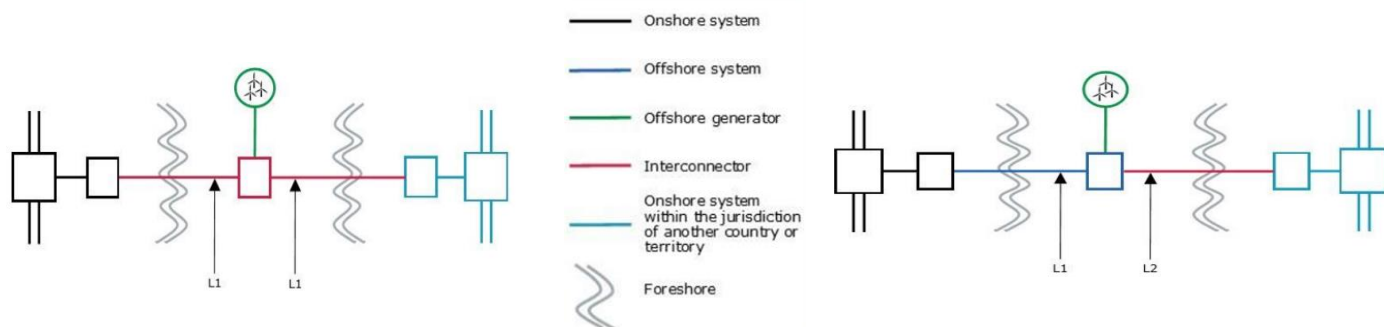 Onshore system
Offshore system
Offshore generator
Interconnector
Onshore system
within the jurisdiction
of another country or
territory
Foreshore
L1
L1
L1
L2